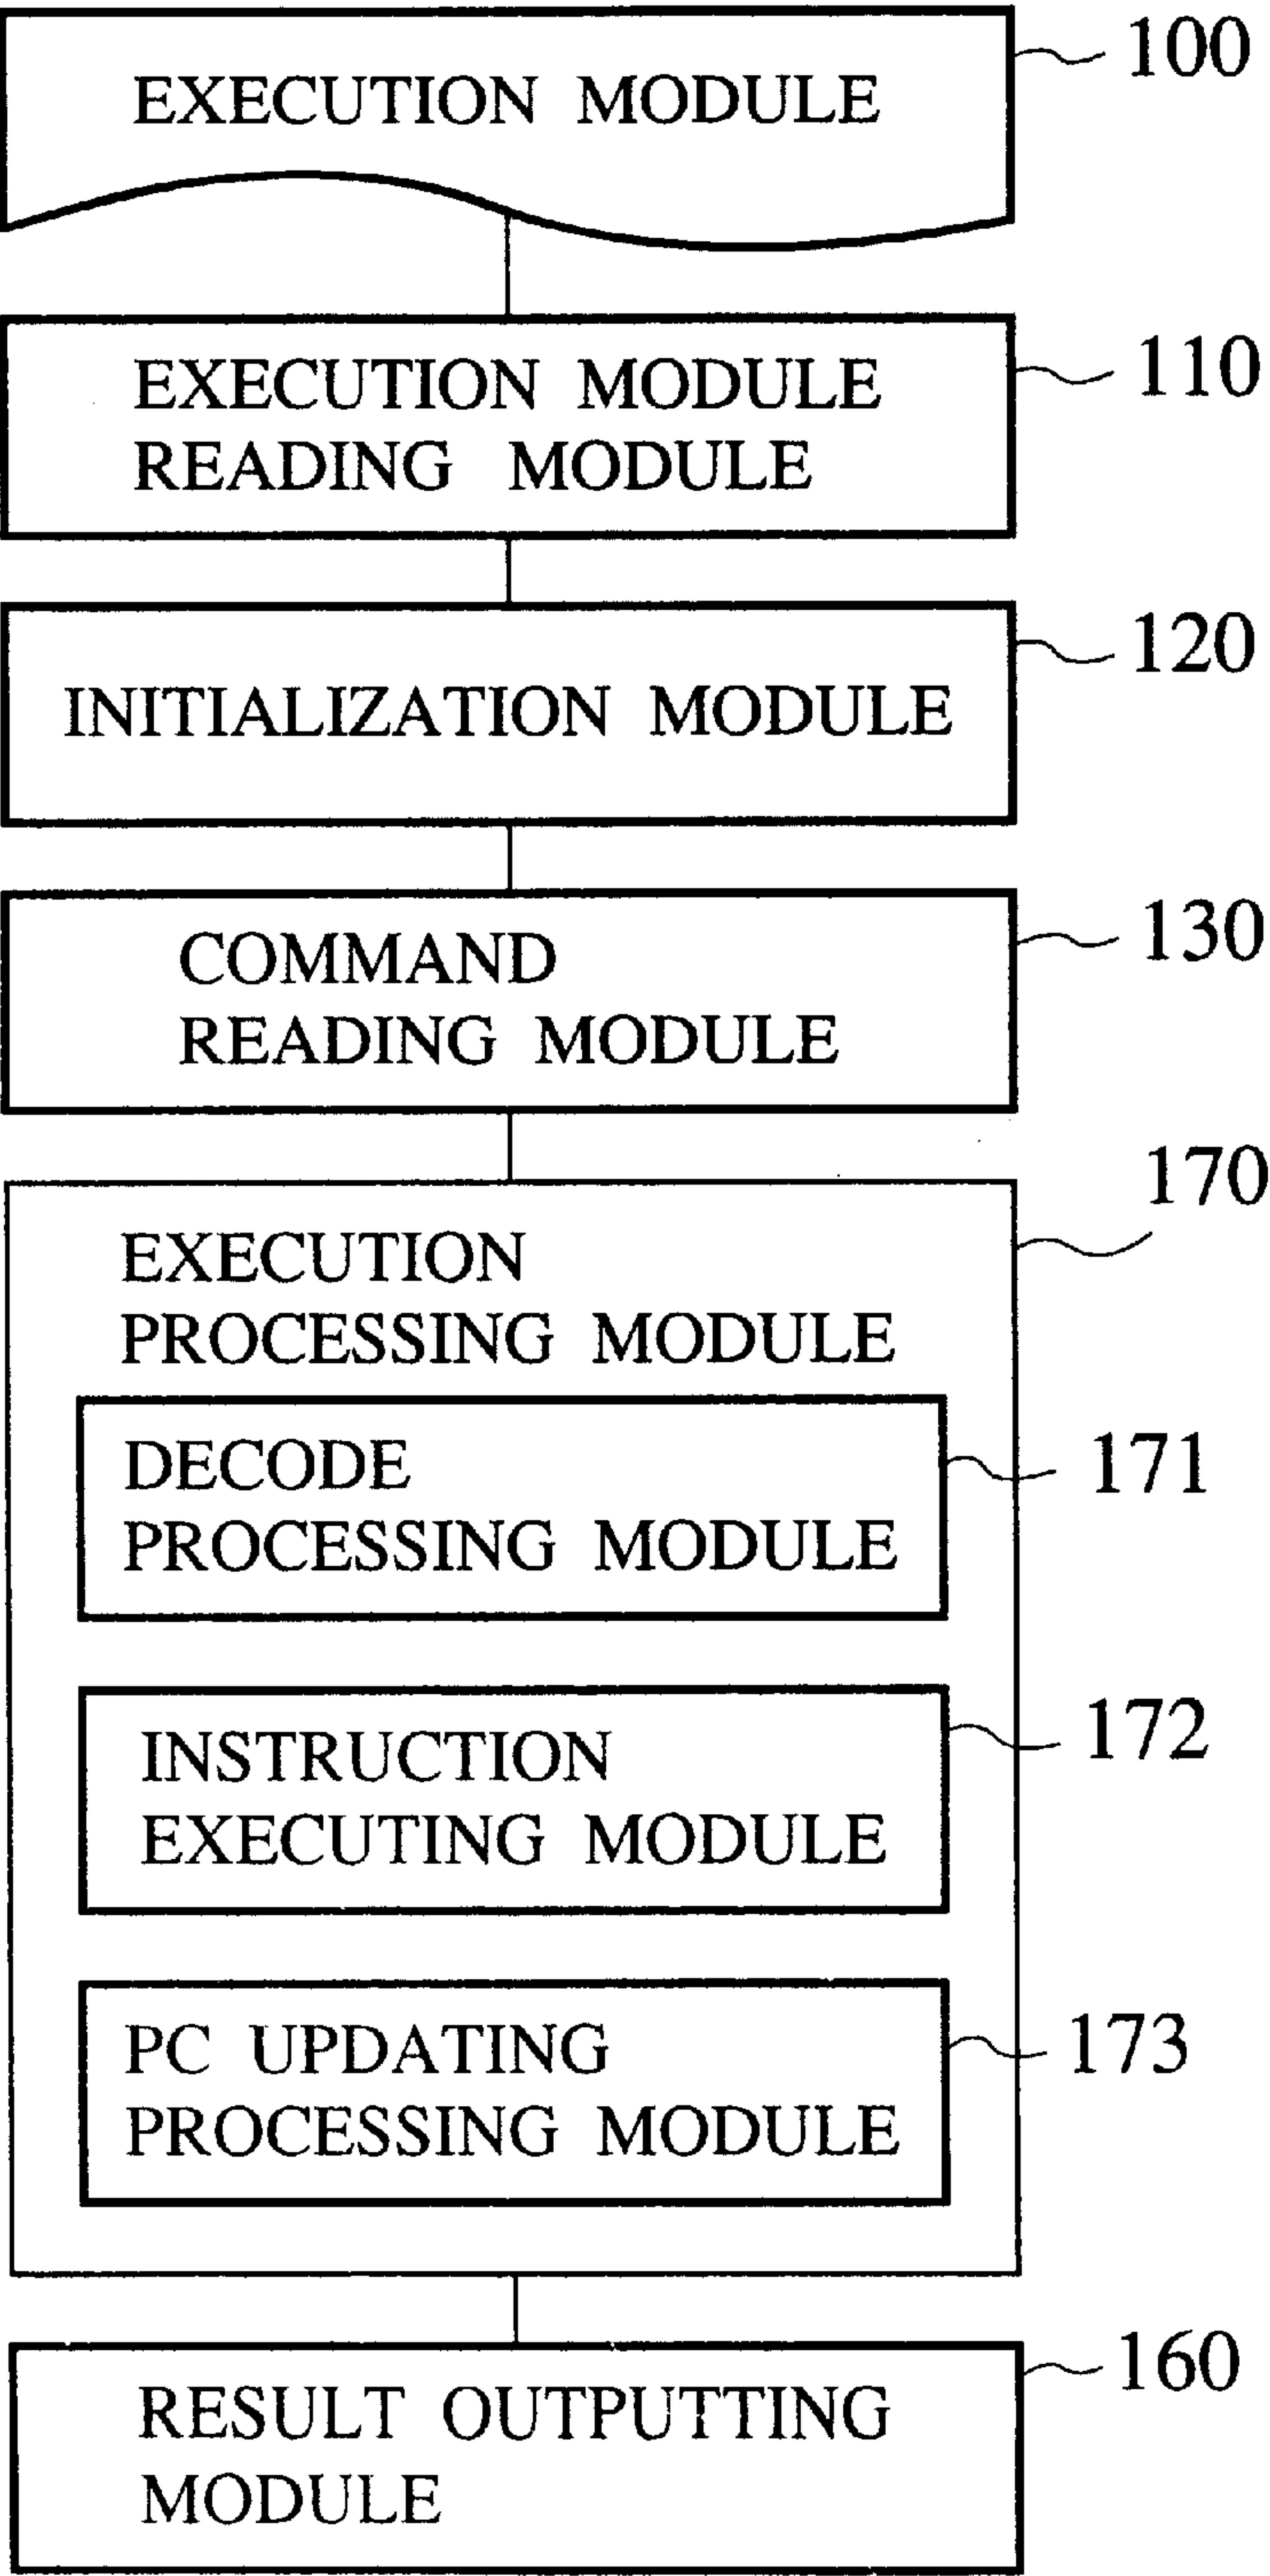 EXECUTION MODULE
100
EXECUTION MODULE
READING MODULE
110
INITIALIZATION MODULE
120
COMMAND
READING MODULE
130
170
EXECUTION
PROCESSING MODULE
DECODE
PROCESSING MODULE
171
INSTRUCTION
EXECUTING MODULE
172
PC UPDATING
PROCESSING MODULE
173
RESULT OUTPUTTING
MODULE
160